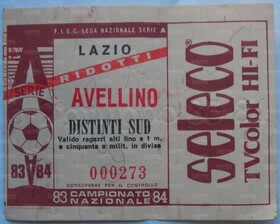 F.I.G.C. LEGA NAZIONALE SERIE A
LAZIO
RIDOTTI
A
SERIE
AVELLINO
DISTINTI SUD
Valido ragazzi alti fino a 1 m.
e cinquanta e milit. in divisa
83 84
000273
CONSERVARE PER IL CONTROLLO
83 CAMPIONATO 84
NAZIONALE
seleco
TVColor HI-FI